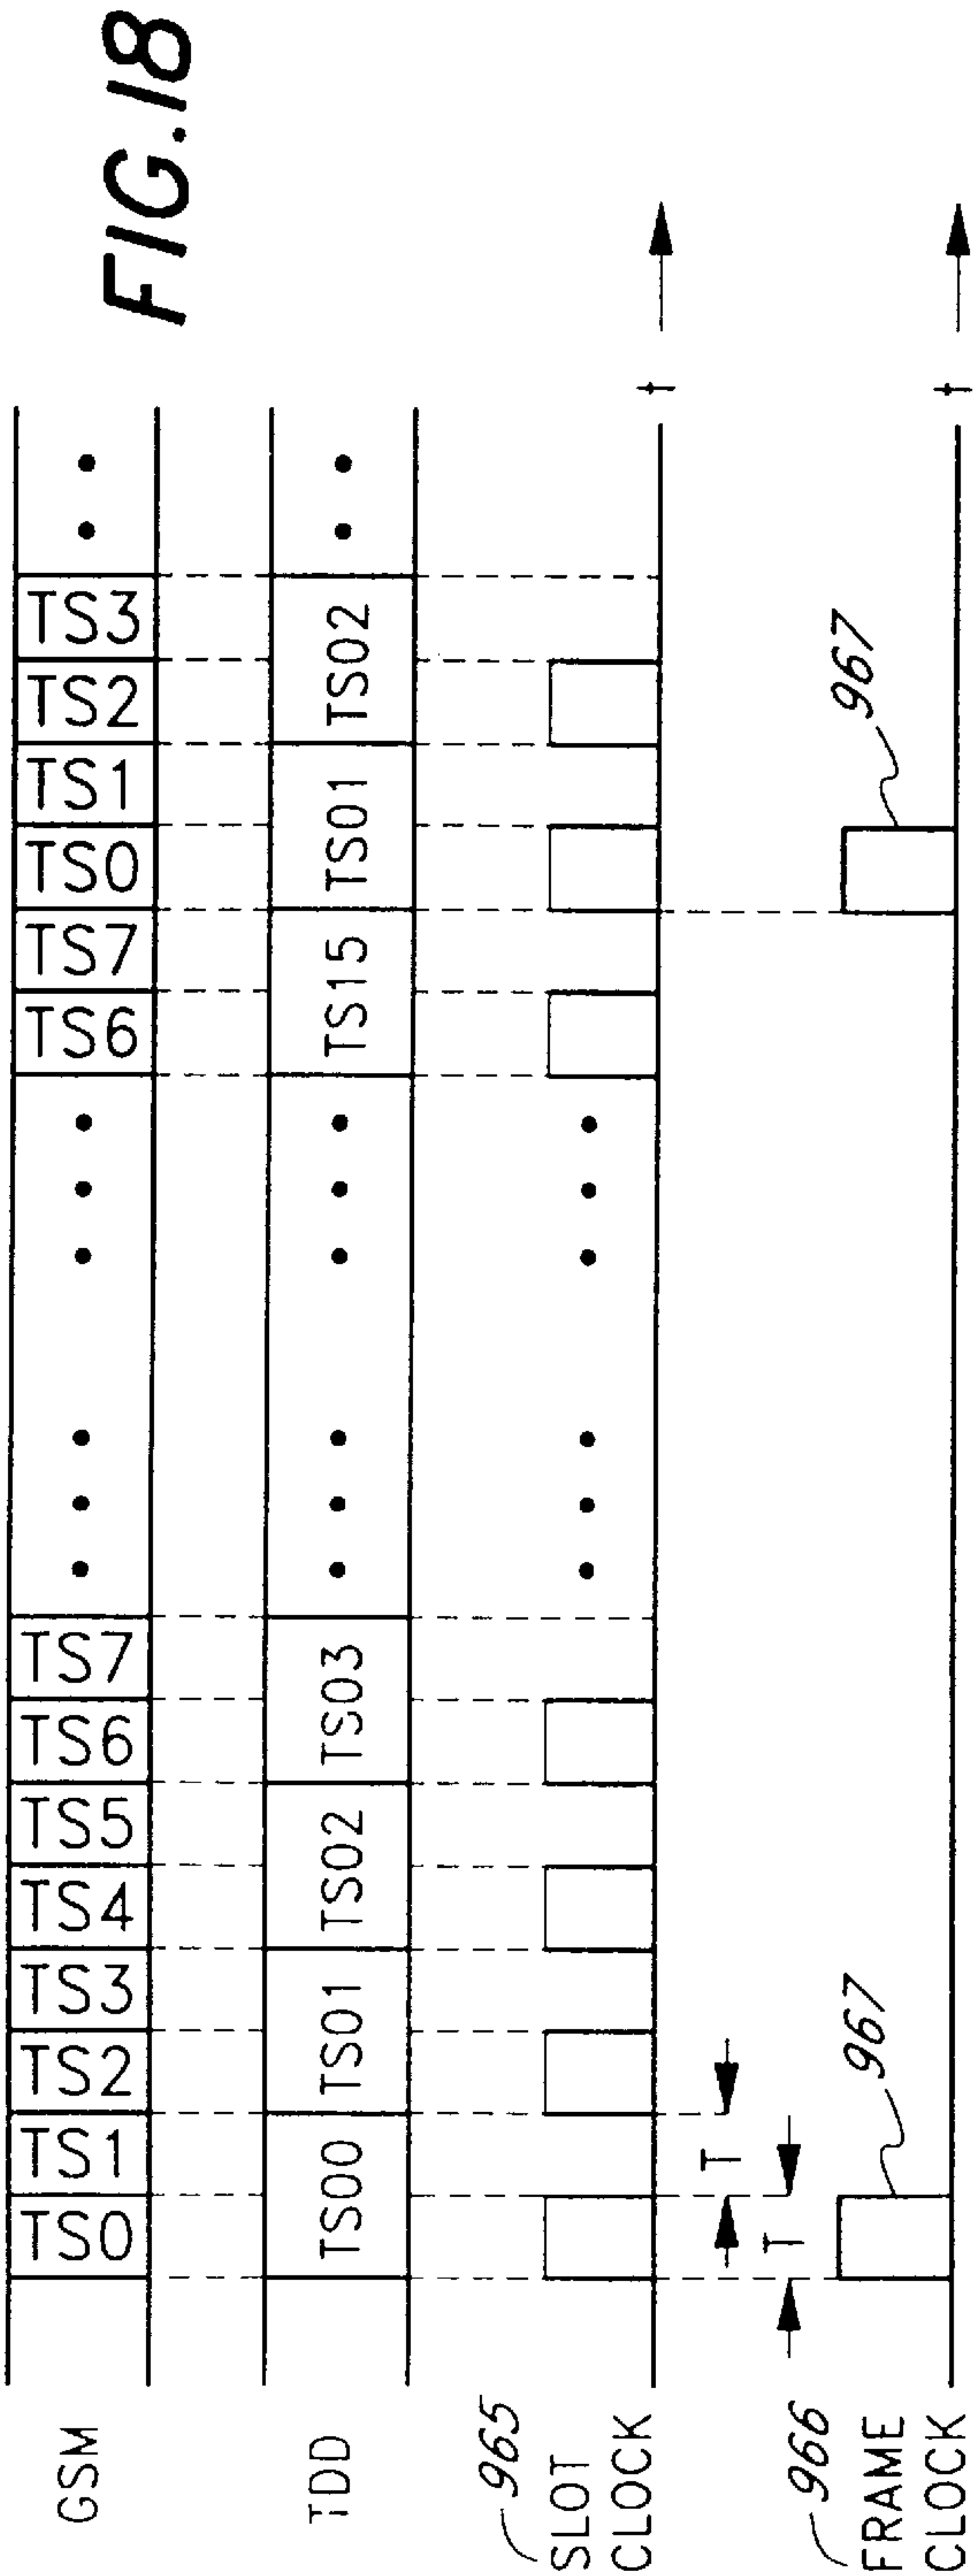 FIG.18
GSM TS0 TS1 TS2 TS3 TS4 TS5 TS6 TS7 • • • • • • TS6 TS7 TS0 TS1 TS2 TS3 • •
TDD TS00 TS01 TS02 TS03 • • • • • • TS15 TS01 TS02 • •
965
SLOT
CLOCK
• • • • • •
t
T
T
966
FRAME
CLOCK
967
967
t